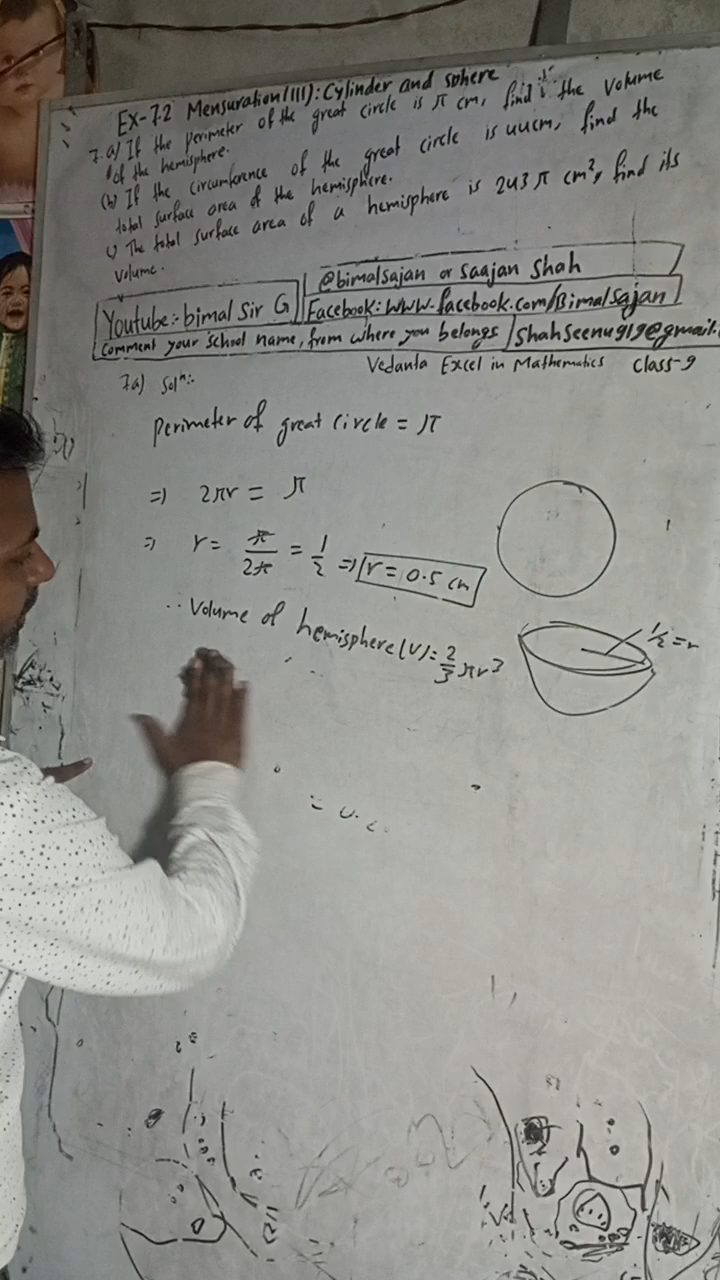 EX-7.2 Mensuration(III):Cylinder and sphere
7.a) If the perimeter of the great circle is π cm, find the volume
of the hemisphere.
(b) If the circumference of the great circle is 44cm, find the
total surface area of the hemisphere.
c) The total surface area of a hemisphere is 243 π cm², find its
volume.
@bimalsajan or saajan shah
Youtube:- bimal Sir G
Facebook: www.facebook.com/Bimalsajan
Comment your school name, from where you belongs
Shahseenu919@gmail.
Vedanta Excel in Mathematics Class-9
7a) Solⁿ:-
perimeter of great circle = π
=> 2πr = π
=> r = π/2π = 1/2 => r = 0.5 cm
∴ Volume of hemisphere(V) = 2/3 πr³
1/2 = r